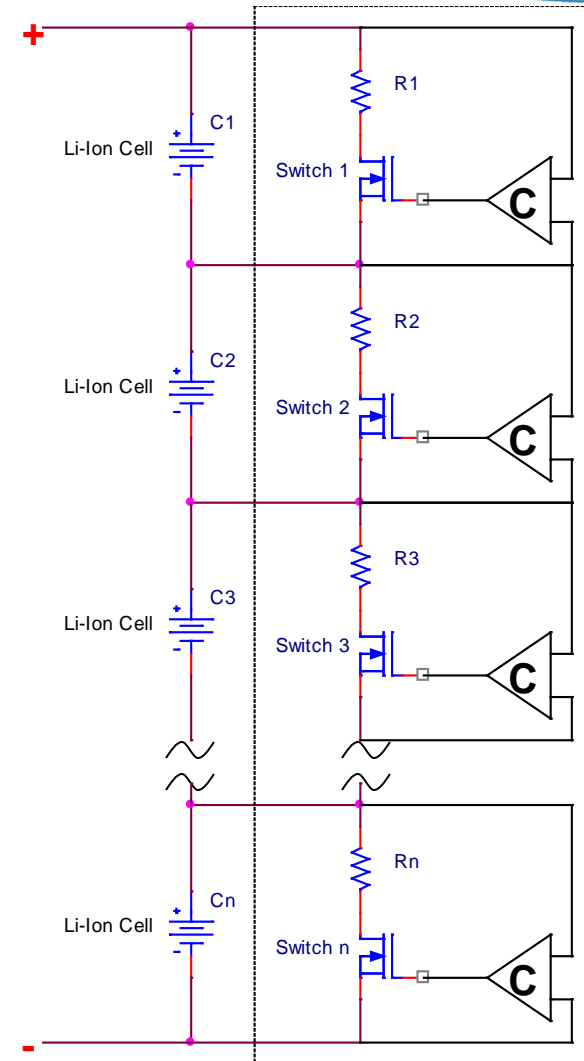 +
R1
C1
+
Li-Ion Cell
-
Switch 1
C
R2
C2
+
Li-Ion Cell
-
Switch 2
C
R3
C3
+
Li-Ion Cell
-
Switch 3
C
Rn
Cn
+
Li-Ion Cell
-
Switch n
C
-